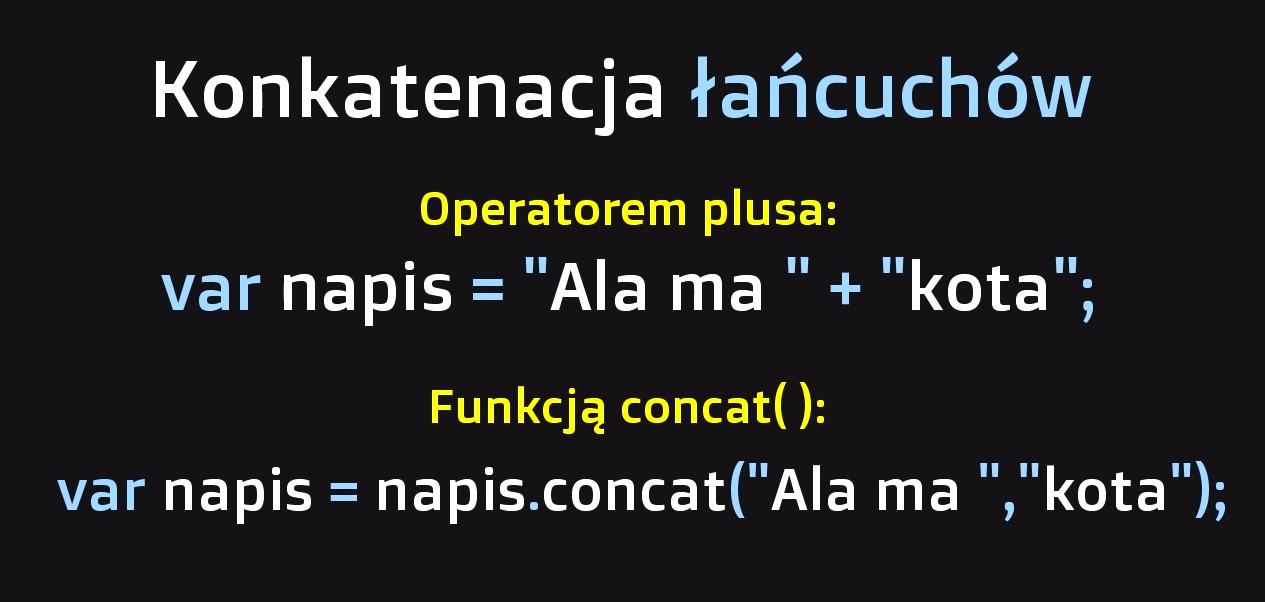 Konkatenacja łańcuchów
Operatorem plusa:
var napis = "Ala ma " + "kota";
Funkcją concat( ):
var napis = napis.concat("Ala ma ","kota");